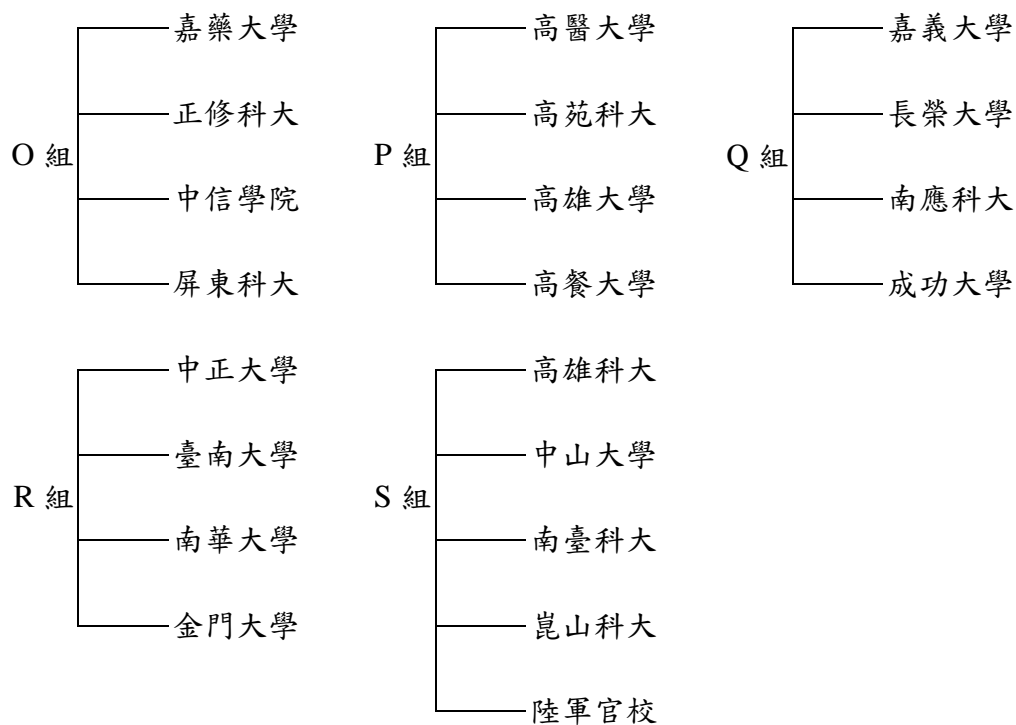 O 組
嘉藥大學
正修科大
中信學院
屏東科大
P 組
高醫大學
高苑科大
高雄大學
高餐大學
Q 組
嘉義大學
長榮大學
南應科大
成功大學
R 組
中正大學
臺南大學
南華大學
金門大學
S 組
高雄科大
中山大學
南臺科大
崑山科大
陸軍官校